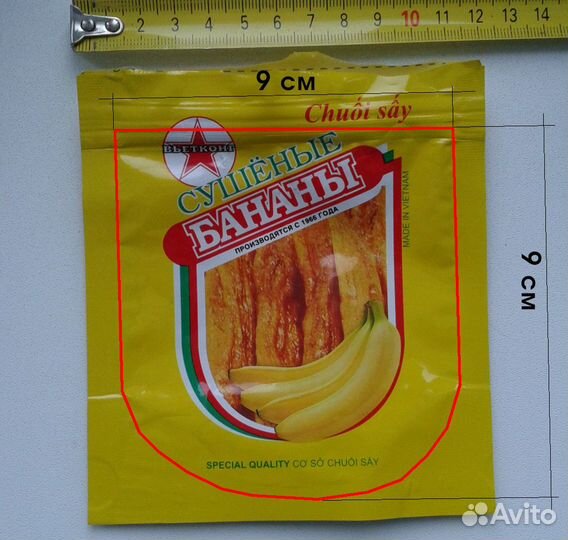 1 2 3 4 5 6 7 8 9 10 11 12 13 14
9 см
Chuối sấy
ВЬЕТКОНГ
СУШЁНЫЕ
БАНАНЫ
ПРОИЗВОДЯТСЯ С 1966 ГОДА
MADE IN VIETNAM
9 см
SPECIAL QUALITY CƠ SỞ CHUỐI SẤY
Avito